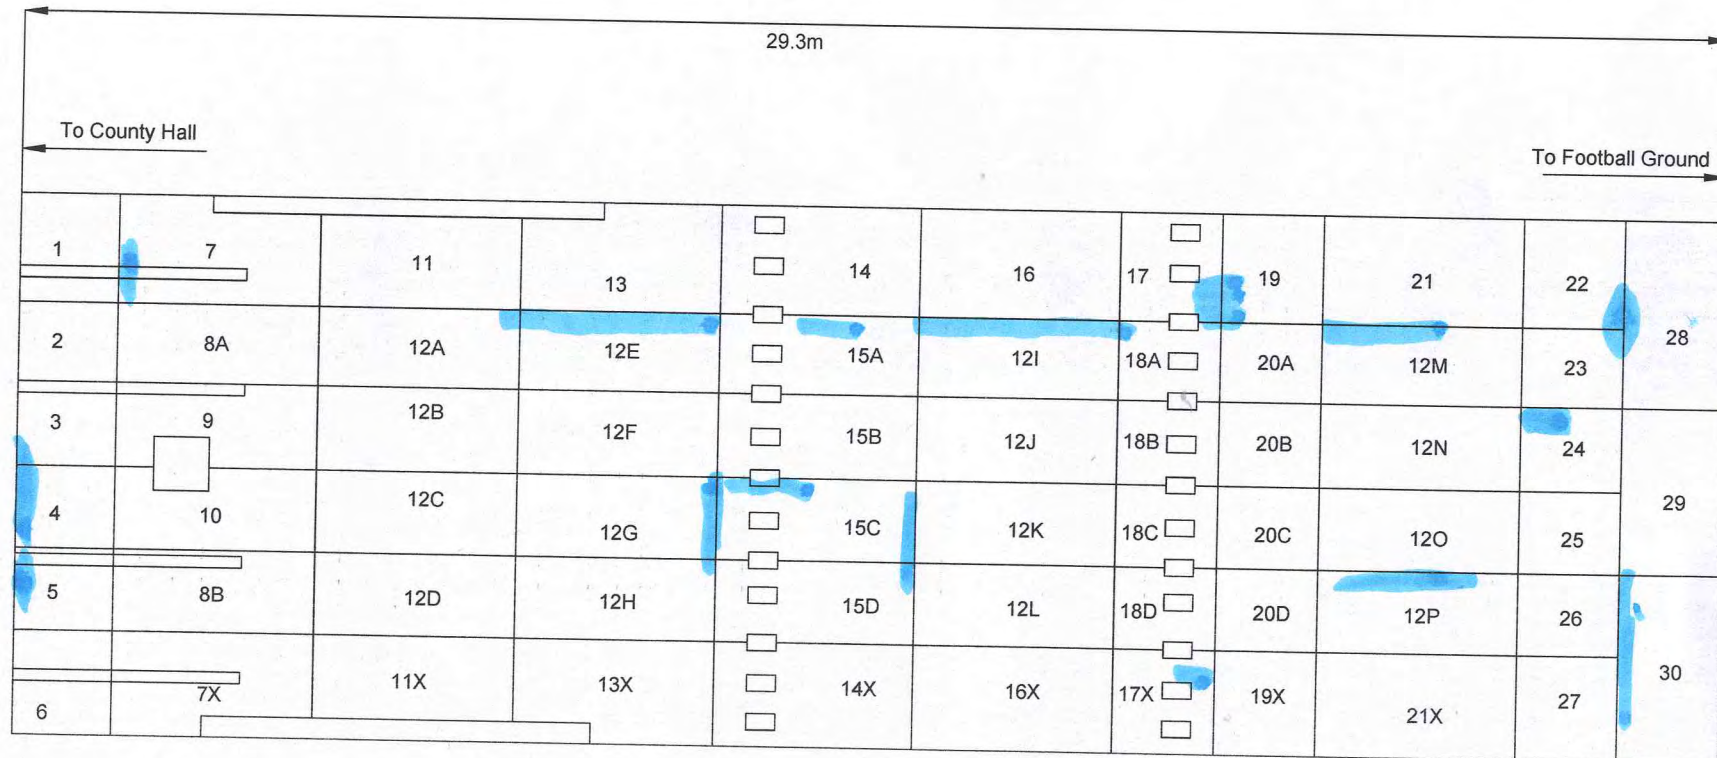 29.3m
To County Hall
To Football Ground
1 7 11 13 14 16 17 19 21 22
2 8A 12A 12E 15A 12I 18A 20A 12M 23 28
3 9 12B 12F 15B 12J 18B 20B 12N 24
4 10 12C 12G 15C 12K 18C 20C 12O 25 29
5 8B 12D 12H 15D 12L 18D 20D 12P 26
6 7X 11X 13X 14X 16X 17X 19X 21X 27 30